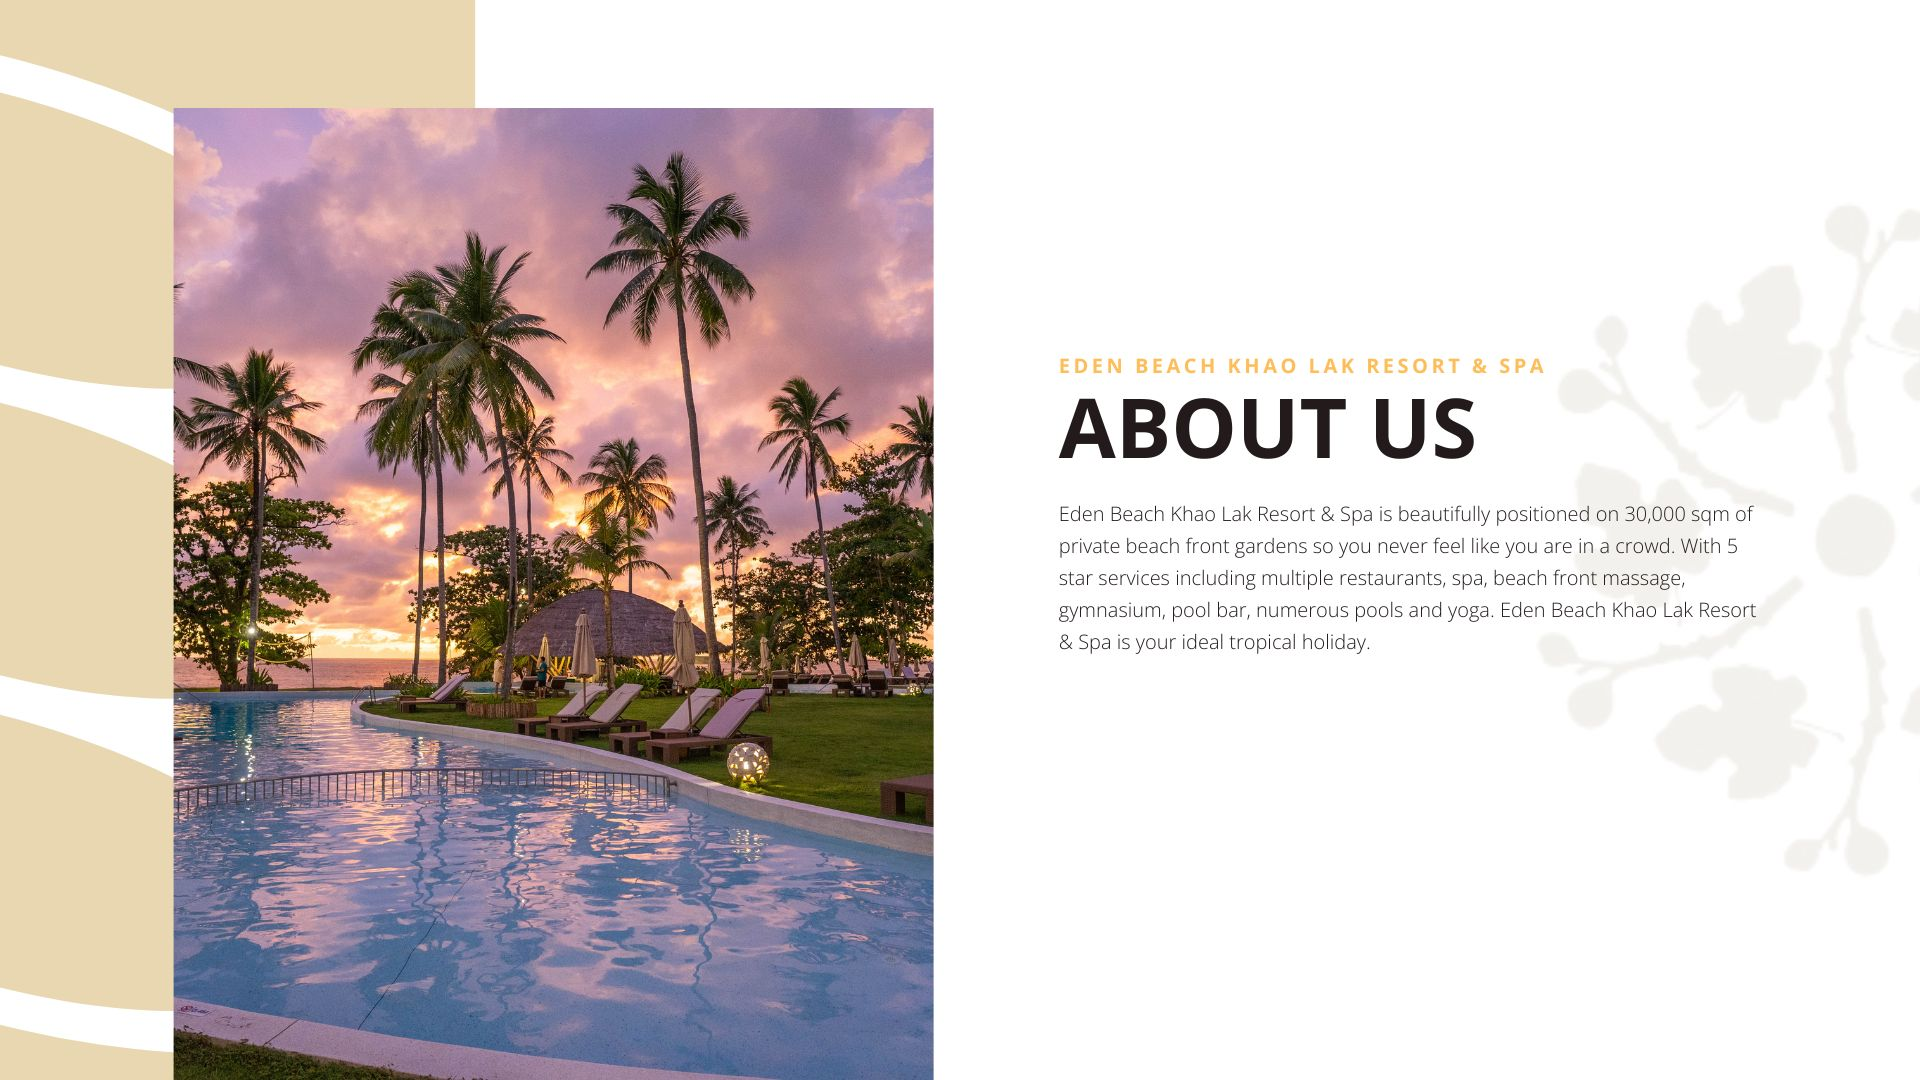 EDEN BEACH KHAO LAK RESORT & SPA
ABOUT US
Eden Beach Khao Lak Resort & Spa is beautifully positioned on 30,000 sqm of
private beach front gardens so you never feel like you are in a crowd. With 5
star services including multiple restaurants, spa, beach front massage,
gymnasium, pool bar, numerous pools and yoga. Eden Beach Khao Lak Resort
& Spa is your ideal tropical holiday.